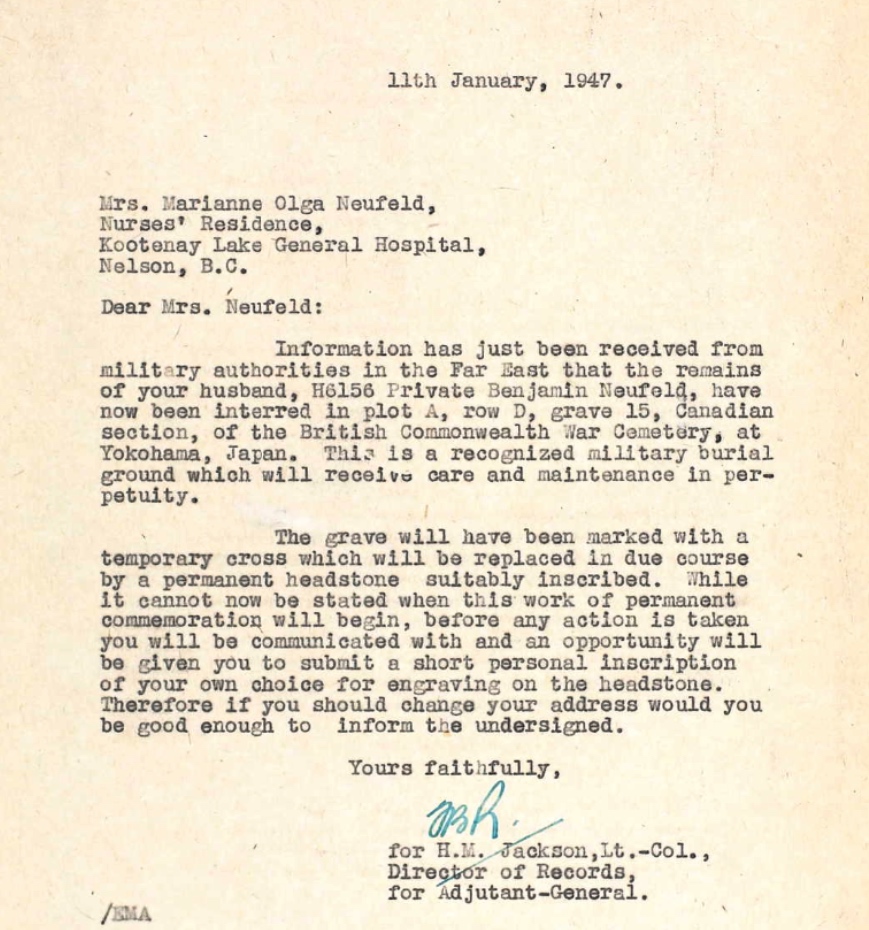 11th January, 1947.
Mrs. Marianne Olga Neufeld,
Nurses' Residence,
Kootenay Lake General Hospital,
Nelson, B.C.
Dear Mrs. Neufeld:
Information has just been received from
military authorities in the Far East that the remains
of your husband, H6156 Private Benjamin Neufeld, have
now been interred in plot A, row D, grave 15, Canadian
section, of the British Commonwealth War Cemetery, at
Yokohama, Japan. This is a recognized military burial
ground which will receive care and maintenance in per-
petuity.
The grave will have been marked with a
temporary cross which will be replaced in due course
by a permanent headstone suitably inscribed. While
it cannot now be stated when this work of permanent
commemoration will begin, before any action is taken
you will be communicated with and an opportunity will
be given you to submit a short personal inscription
of your own choice for engraving on the headstone.
Therefore if you should change your address would you
be good enough to inform the undersigned.
Yours faithfully,
for H.M. Jackson,Lt.-Col.,
Director of Records,
for Adjutant-General.
/EMA